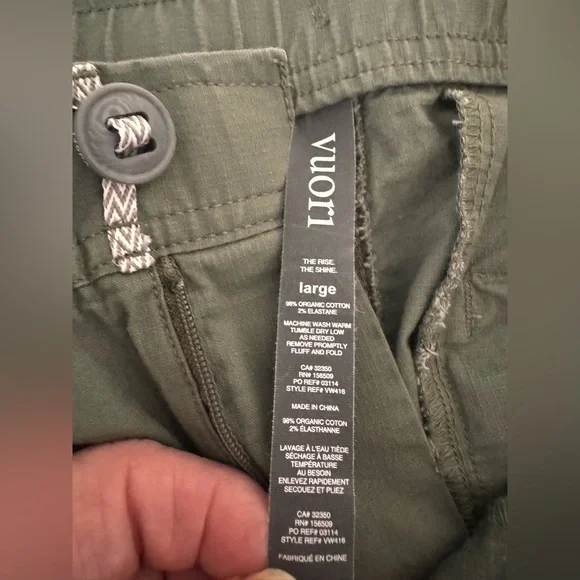 vuori
THE RISE.
THE SHINE.
large
98% ORGANIC COTTON
2% ELASTANE
MACHINE WASH WARM
TUMBLE DRY LOW
AS NEEDED
REMOVE PROMPTLY
FLUFF AND FOLD
CA# 32350
RN# 156509
PO REF# 03114
STYLE REF# VW416
MADE IN CHINA
98% ORGANIC COTTON
2% ÉLASTHANNE
LAVAGE À L'EAU TIÈDE
SÉCHAGE À BASSE
TEMPÉRATURE
AU BESOIN
ENLEVEZ RAPIDEMENT
SECOUEZ ET PLIEZ
CA# 32350
RN# 156509
PO REF# 03114
STYLE REF# VW416
FABRIQUÉ EN CHINE